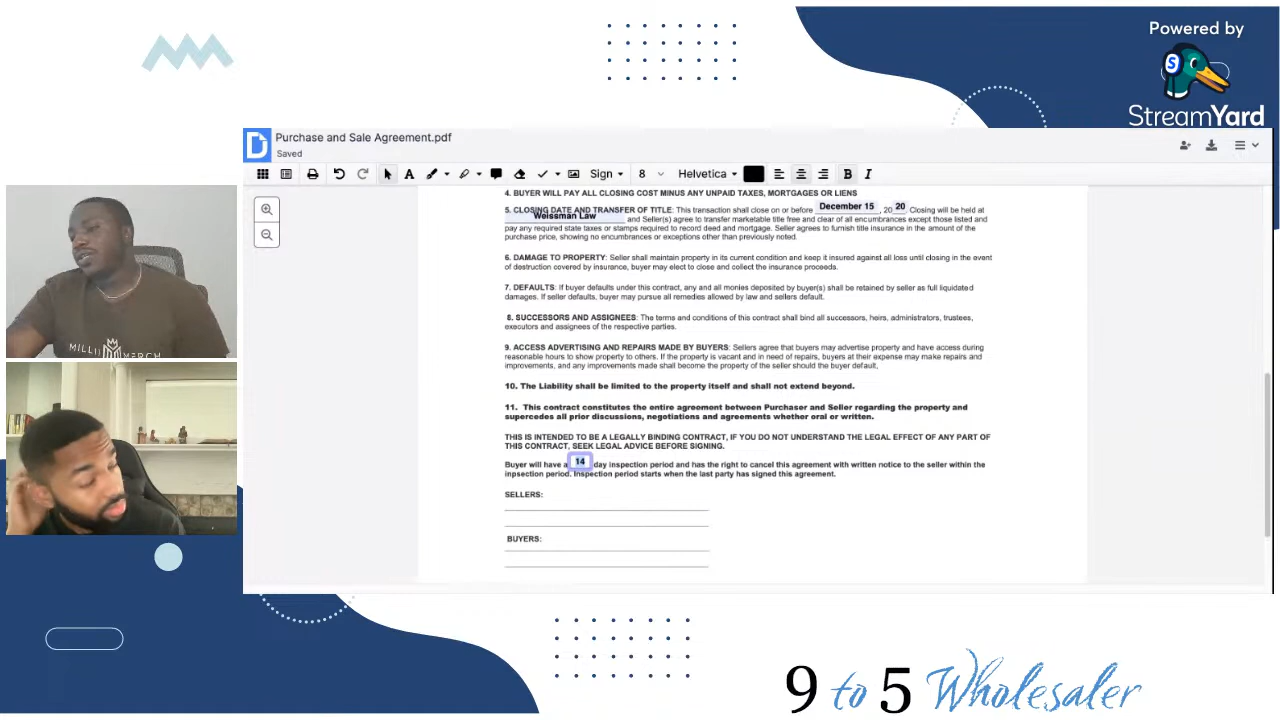 Powered by
S
StreamYard
Purchase and Sale Agreement.pdf
Saved
Sign
8
Helvetica
B
I
4. BUYER WILL PAY ALL CLOSING COST MINUS ANY UNPAID TAXES, MORTGAGES OR LIENS
5. CLOSING DATE AND TRANSFER OF TITLE: This transaction shall close on or before December 15, 20 20 Closing will be held at
Weissman Law and Seller(s) agree to transfer marketable title free and clear of all encumbrances except those listed and
pay any required state taxes or stamps required to record deed and mortgage. Seller agrees to furnish title insurance in the amount of the
purchase price, showing no encumbrances or exceptions other than previously noted.
6. DAMAGE TO PROPERTY: Seller shall maintain property in its current condition and keep it insured against all loss until closing in the event
of destruction covered by insurance, buyer may elect to close and collect the insurance proceeds.
7. DEFAULTS: If buyer defaults under this contract, any and all monies deposited by buyer(s) shall be retained by seller as full liquidated
damages. If seller defaults, buyer may pursue all remedies allowed by law and sellers default.
8. SUCCESSORS AND ASSIGNEES: The terms and conditions of this contract shall bind all successors, heirs, administrators, trustees,
executors and assignees of the respective parties.
9. ACCESS ADVERTISING AND REPAIRS MADE BY BUYERS: Sellers agree that buyers may advertise property and have access during
reasonable hours to show property to others. If the property is vacant and in need of repairs, buyers at their expense may make repairs and
improvements, and any improvements made shall become the property of the seller should the buyer default,
10. The Liability shall be limited to the property itself and shall not extend beyond.
11. This contract constitutes the entire agreement between Purchaser and Seller regarding the property and
supercedes all prior discussions, negotiations and agreements whether oral or written.
THIS IS INTENDED TO BE A LEGALLY BINDING CONTRACT, IF YOU DO NOT UNDERSTAND THE LEGAL EFFECT OF ANY PART OF
THIS CONTRACT, SEEK LEGAL ADVICE BEFORE SIGNING.
Buyer will have a 14 day inspection period and has the right to cancel this agreement with written notice to the seller within the
inpsection period. Inspection period starts when the last party has signed this agreement.
SELLERS:
BUYERS:
MILLI MERCH
9 to 5 Wholesaler